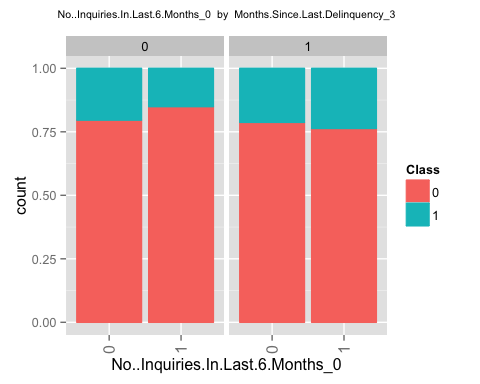 No..Inquiries.In.Last.6.Months_0 by Months.Since.Last.Delinquency_3
0 1
1.00
0.75
0.50
0.25
0.00
count
0 1 0 1
No..Inquiries.In.Last.6.Months_0
Class
0
1